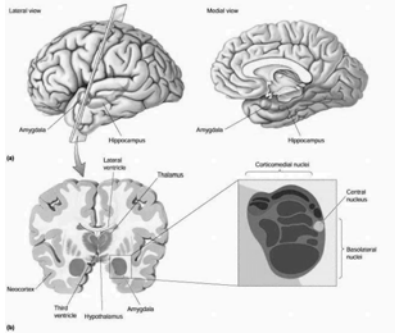 Lateral view
Medial view
Amygdala
Hippocampus
Amygdala
Hippocampus
(a)
Lateral
ventricle
Thalamus
Corticomedial nuclei
Central
nucleus
Basolateral
nuclei
Neocortex
Third
ventricle
Hypothalamus
Amygdala
(b)